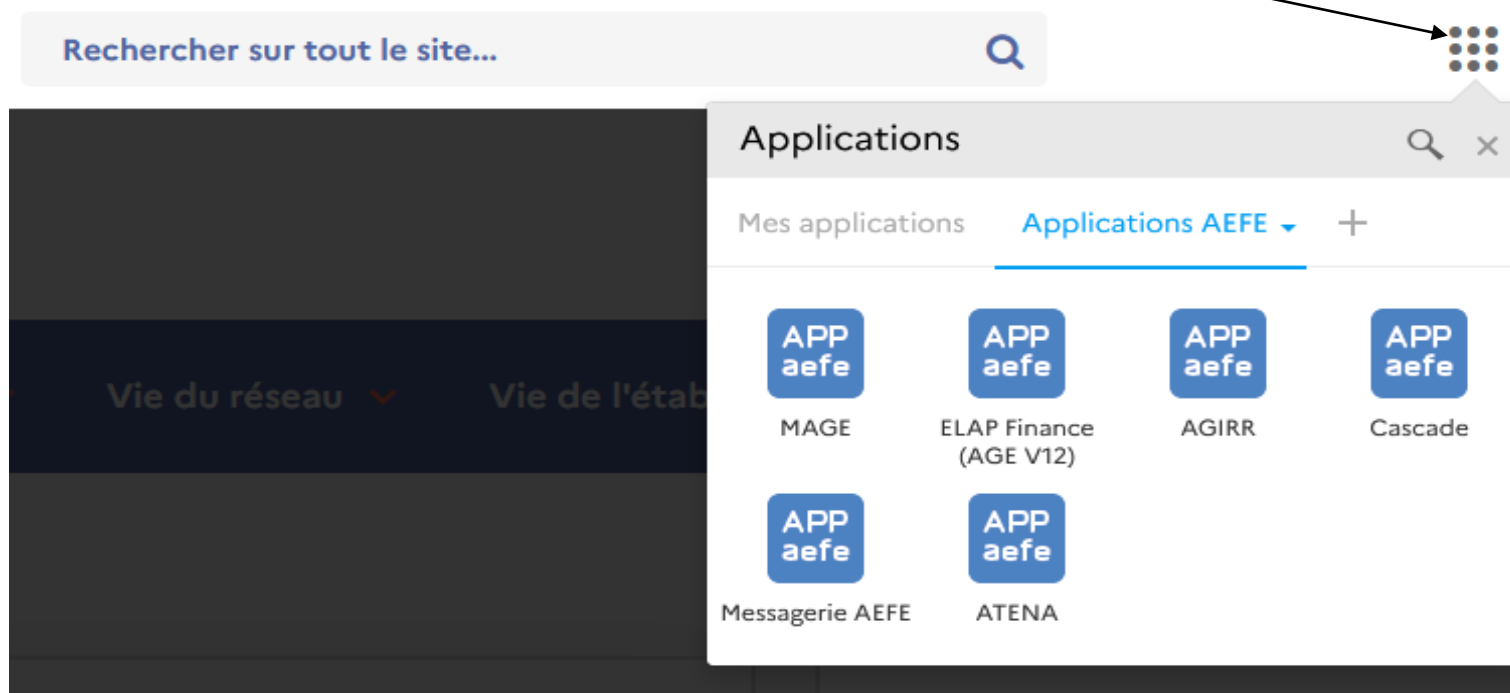 Rechercher sur tout le site...
Applications
Mes applications Applications AEFE
APP aefe APP aefe APP aefe APP aefe
MAGE ELAP Finance (AGE V12) AGIRR Cascade
Vie du réseau Vie de l'étab
APP aefe APP aefe
Messagerie AEFE ATENA